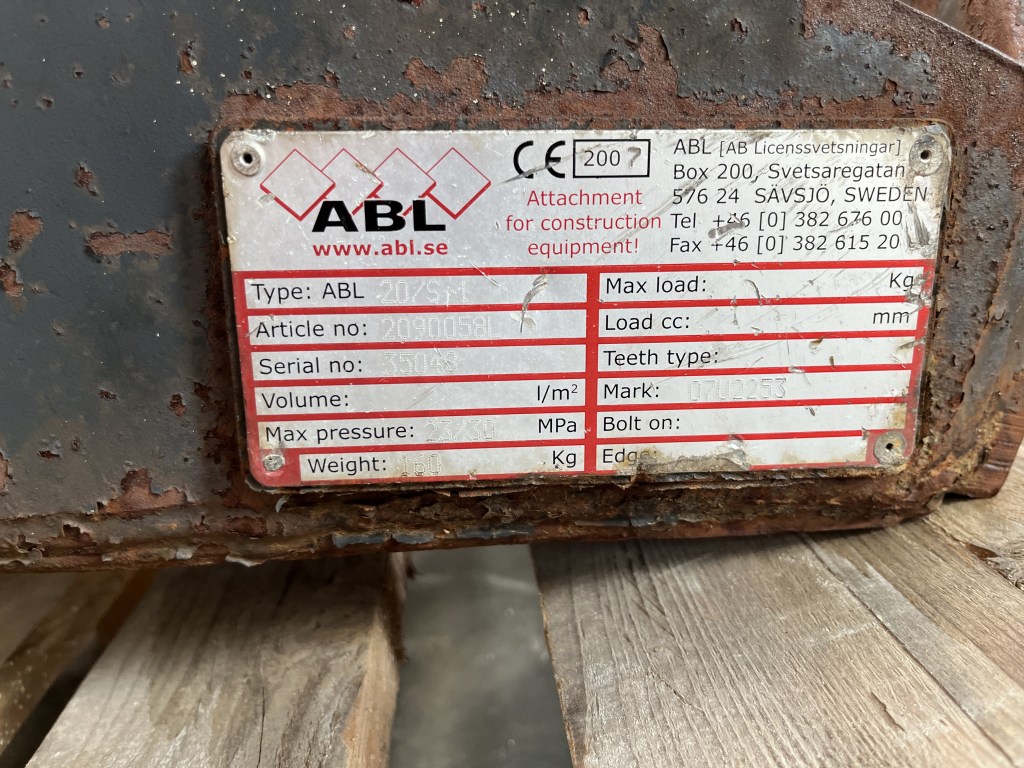 ABL
www.abl.se
CE 2007
Attachment
for construction
equipment!
ABL [AB Licenssvetsningar]
Box 200, Svetsaregatan
576 24 SÄVSJÖ, SWEDEN
Tel +46 [0] 382 676 00
Fax +46 [0] 382 615 20
Type: ABL
Article no: 2090058L
Serial no: 35048
Volume: l/m²
Max pressure: MPa
Weight: Kg
Max load: Kg
Load cc: mm
Teeth type:
Mark: 07U2253
Bolt on:
Edge: